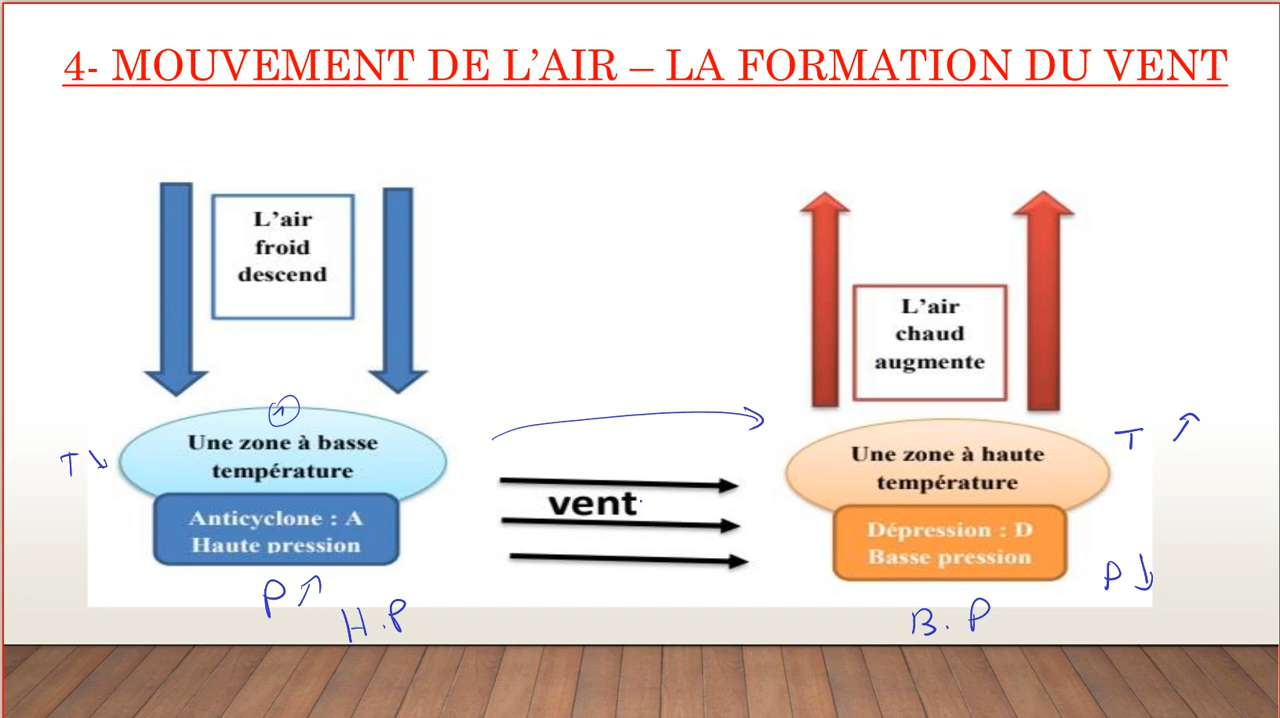 4- MOUVEMENT DE L’AIR – LA FORMATION DU VENT
L’air
froid
descend
L’air
chaud
augmente
Une zone à basse
température
T ↘
Anticyclone : A
Haute pression
P ↗
H.P
vent
Une zone à haute
température
T ↗
Dépression : D
Basse pression
P ↓
B.P